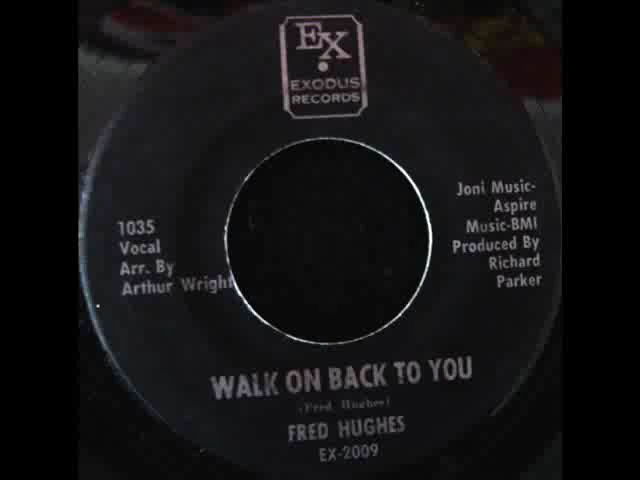 EX
EXODUS
RECORDS
1035
Vocal
Arr. By
Arthur Wright
Joni Music-
Aspire
Music-BMI
Produced By
Richard
Parker
WALK ON BACK TO YOU
(Fred Hughes)
FRED HUGHES
EX-2009